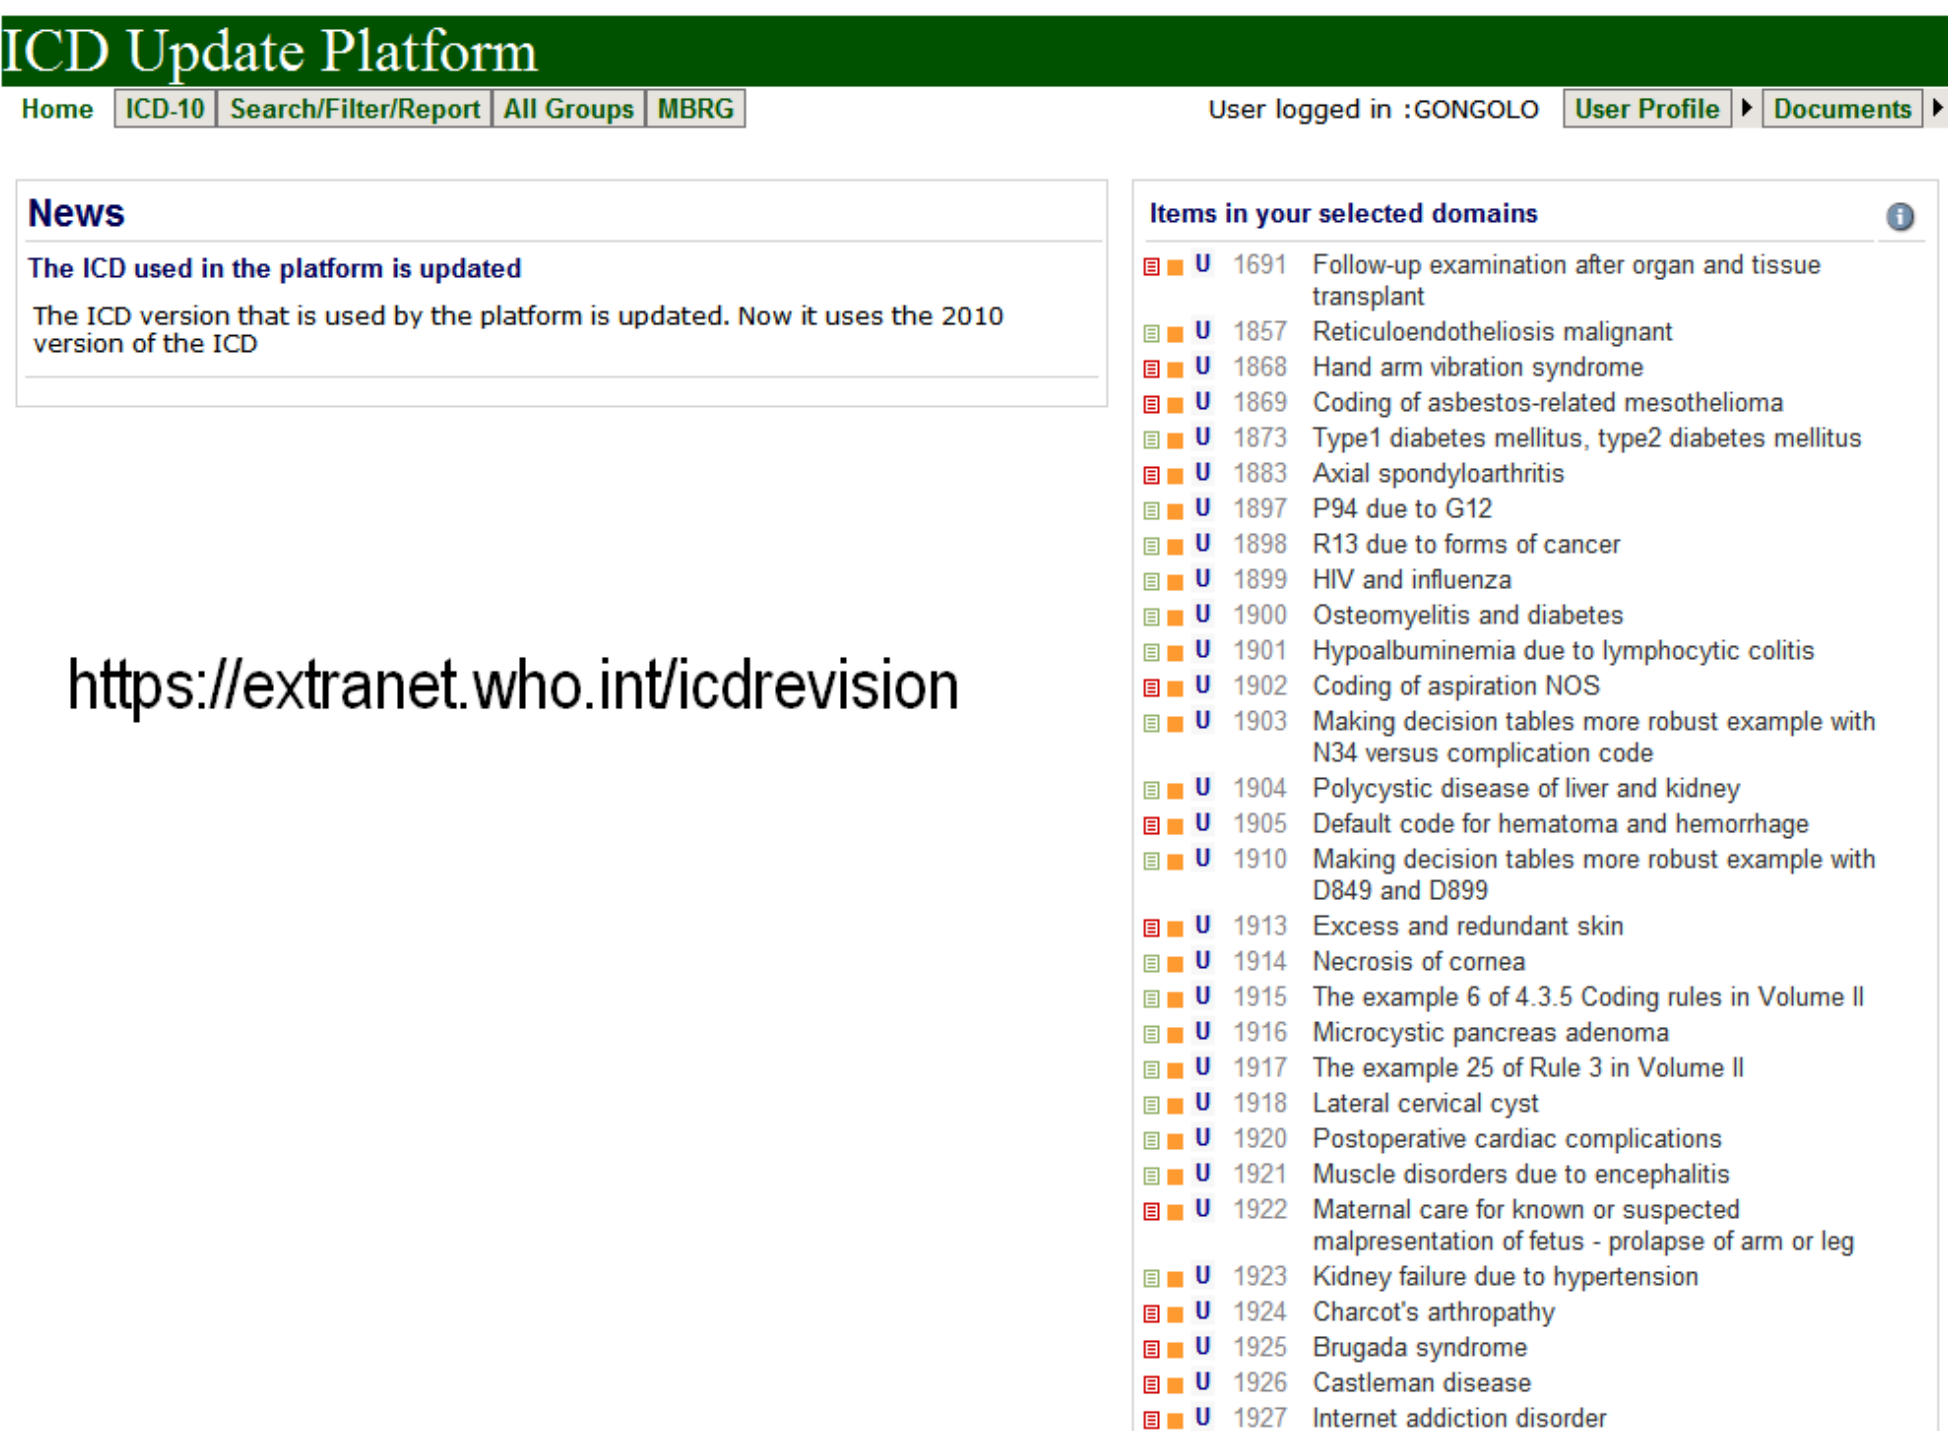 ICD Update Platform
Home ICD-10 Search/Filter/Report All Groups MBRG User logged in :GONGOLO User Profile Documents
News
The ICD used in the platform is updated
The ICD version that is used by the platform is updated. Now it uses the 2010
version of the ICD
https://extranet.who.int/icdrevision
Items in your selected domains
U 1691 Follow-up examination after organ and tissue
transplant
U 1857 Reticuloendotheliosis malignant
U 1868 Hand arm vibration syndrome
U 1869 Coding of asbestos-related mesothelioma
U 1873 Type1 diabetes mellitus, type2 diabetes mellitus
U 1883 Axial spondyloarthritis
U 1897 P94 due to G12
U 1898 R13 due to forms of cancer
U 1899 HIV and influenza
U 1900 Osteomyelitis and diabetes
U 1901 Hypoalbuminemia due to lymphocytic colitis
U 1902 Coding of aspiration NOS
U 1903 Making decision tables more robust example with
N34 versus complication code
U 1904 Polycystic disease of liver and kidney
U 1905 Default code for hematoma and hemorrhage
U 1910 Making decision tables more robust example with
D849 and D899
U 1913 Excess and redundant skin
U 1914 Necrosis of cornea
U 1915 The example 6 of 4.3.5 Coding rules in Volume II
U 1916 Microcystic pancreas adenoma
U 1917 The example 25 of Rule 3 in Volume II
U 1918 Lateral cervical cyst
U 1920 Postoperative cardiac complications
U 1921 Muscle disorders due to encephalitis
U 1922 Maternal care for known or suspected
malpresentation of fetus - prolapse of arm or leg
U 1923 Kidney failure due to hypertension
U 1924 Charcot's arthropathy
U 1925 Brugada syndrome
U 1926 Castleman disease
U 1927 Internet addiction disorder